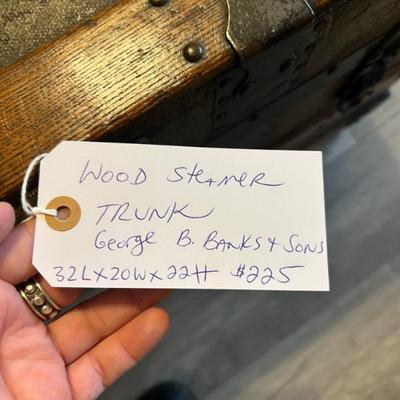 WOOD STEAMER
TRUNK
George B. BANKS & SONS
32L X 20W X 22H $225